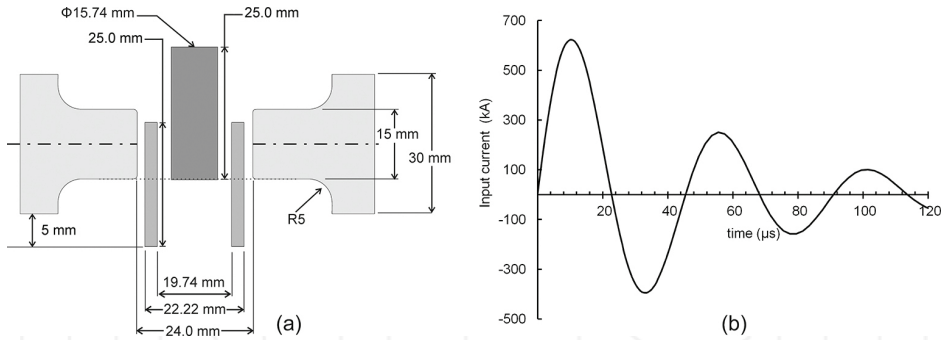 Φ15.74 mm
25.0 mm
25.0 mm
15 mm
30 mm
R5
5 mm
19.74 mm
22.22 mm
24.0 mm
(a)
Input current (kA)
700
500
300
100
-100
-300
-500
0
20
40
60
80
100
120
time (μs)
(b)